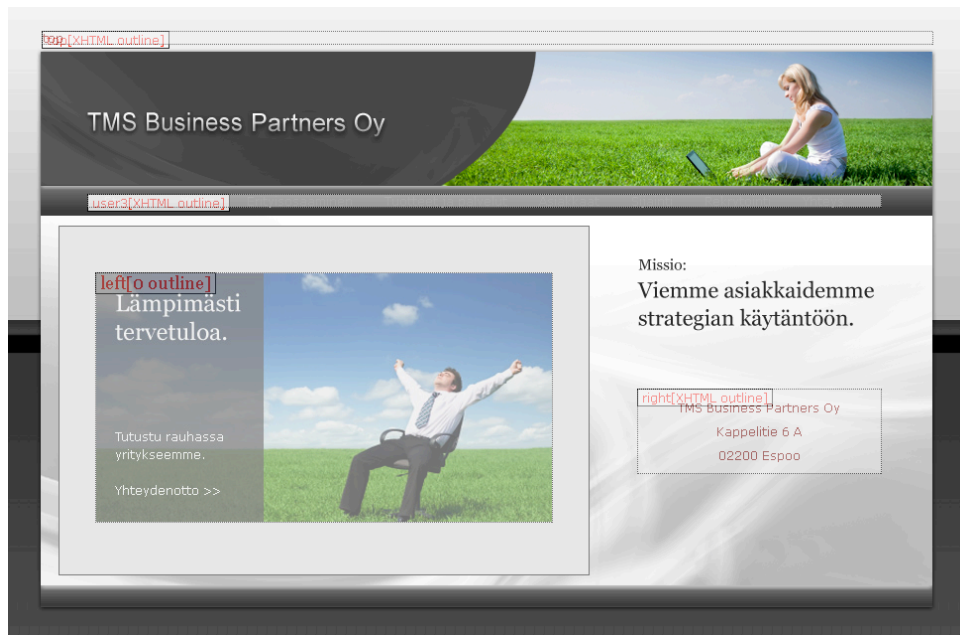 top[XHTML outline]
TMS Business Partners Oy
user3[XHTML outline]
left[0 outline]
Lämpimästi
tervetuloa.
Tutustu rauhassa
yritykseemme.
Yhteydenotto >>
Missio:
Viemme asiakkaidemme
strategian käytäntöön.
right[XHTML outline]
TMS Business Partners Oy
Kappelitie 6 A
02200 Espoo